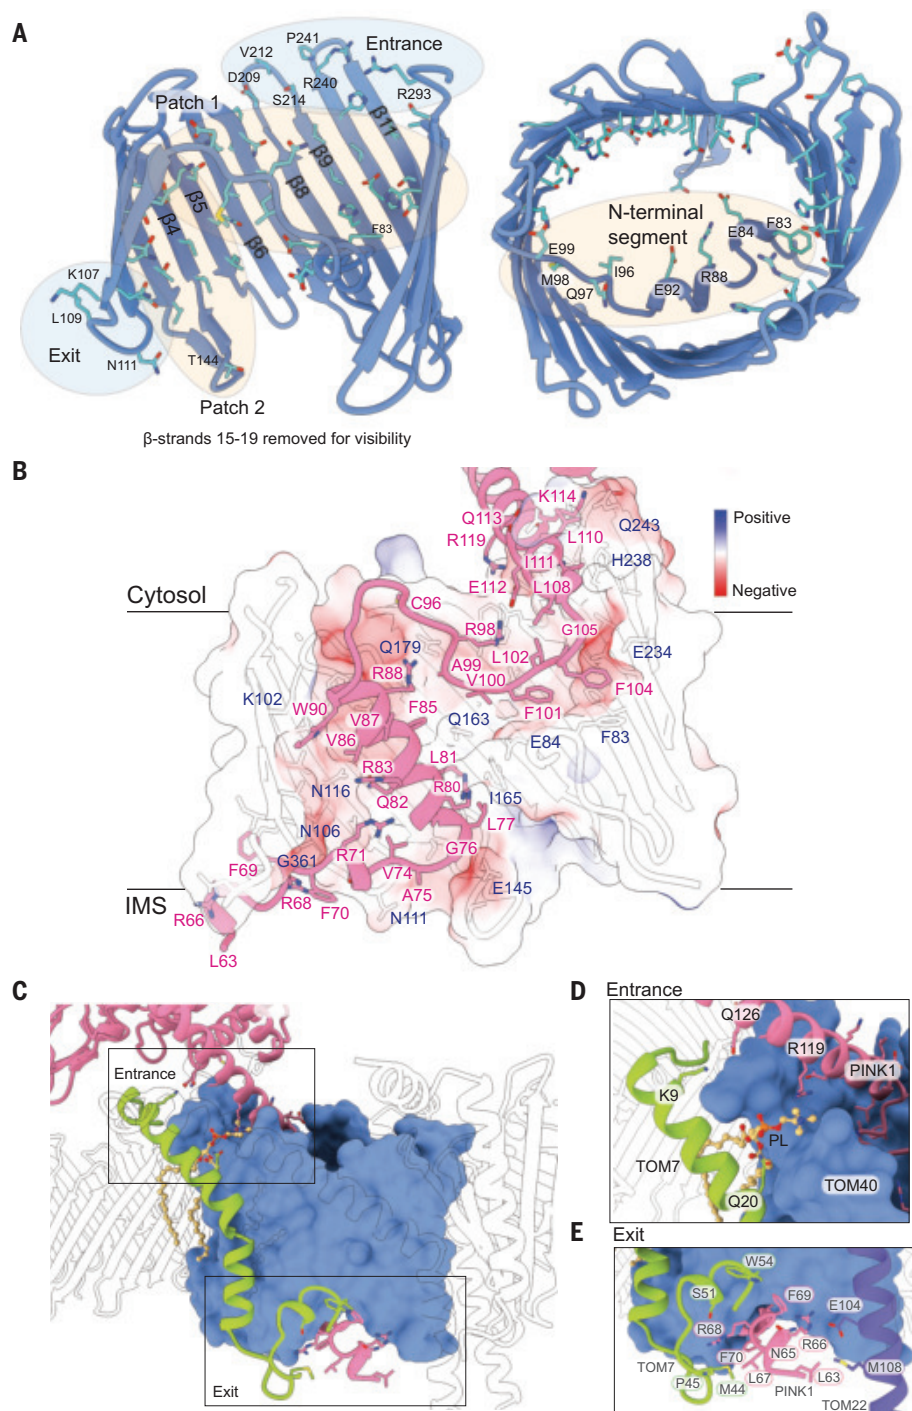 A
P241
Entrance
V212
D209
R240
S214
R293
Patch 1
β11
β9
β8
β5
β4
β6
F83
K107
L109
Exit
N111
T144
Patch 2
β-strands 15-19 removed for visibility
N-terminal
segment
E84
F83
E99
I96
M98
R88
E92
Q97
B
K114
Q113
Q243
Positive
R119
L110
I111
H238
E112
L108
Negative
Cytosol
C96
R98
G105
Q179
L102
E234
R88
A99
V100
F104
K102
W90
F85
F101
V87
Q163
V86
E84
F83
L81
R83
R80
N116
Q82
I165
L77
N106
G76
R71
G361
F69
V74
E145
A75
R68
IMS
R66
F70
N111
L63
C
Entrance
Exit
D
Entrance
Q126
R119
PINK1
K9
PL
TOM7
TOM40
Q20
E
Exit
W54
S51
F69
E104
R68
R66
F70
N65
TOM7
M108
P45
L67
L63
M44
PINK1
TOM22